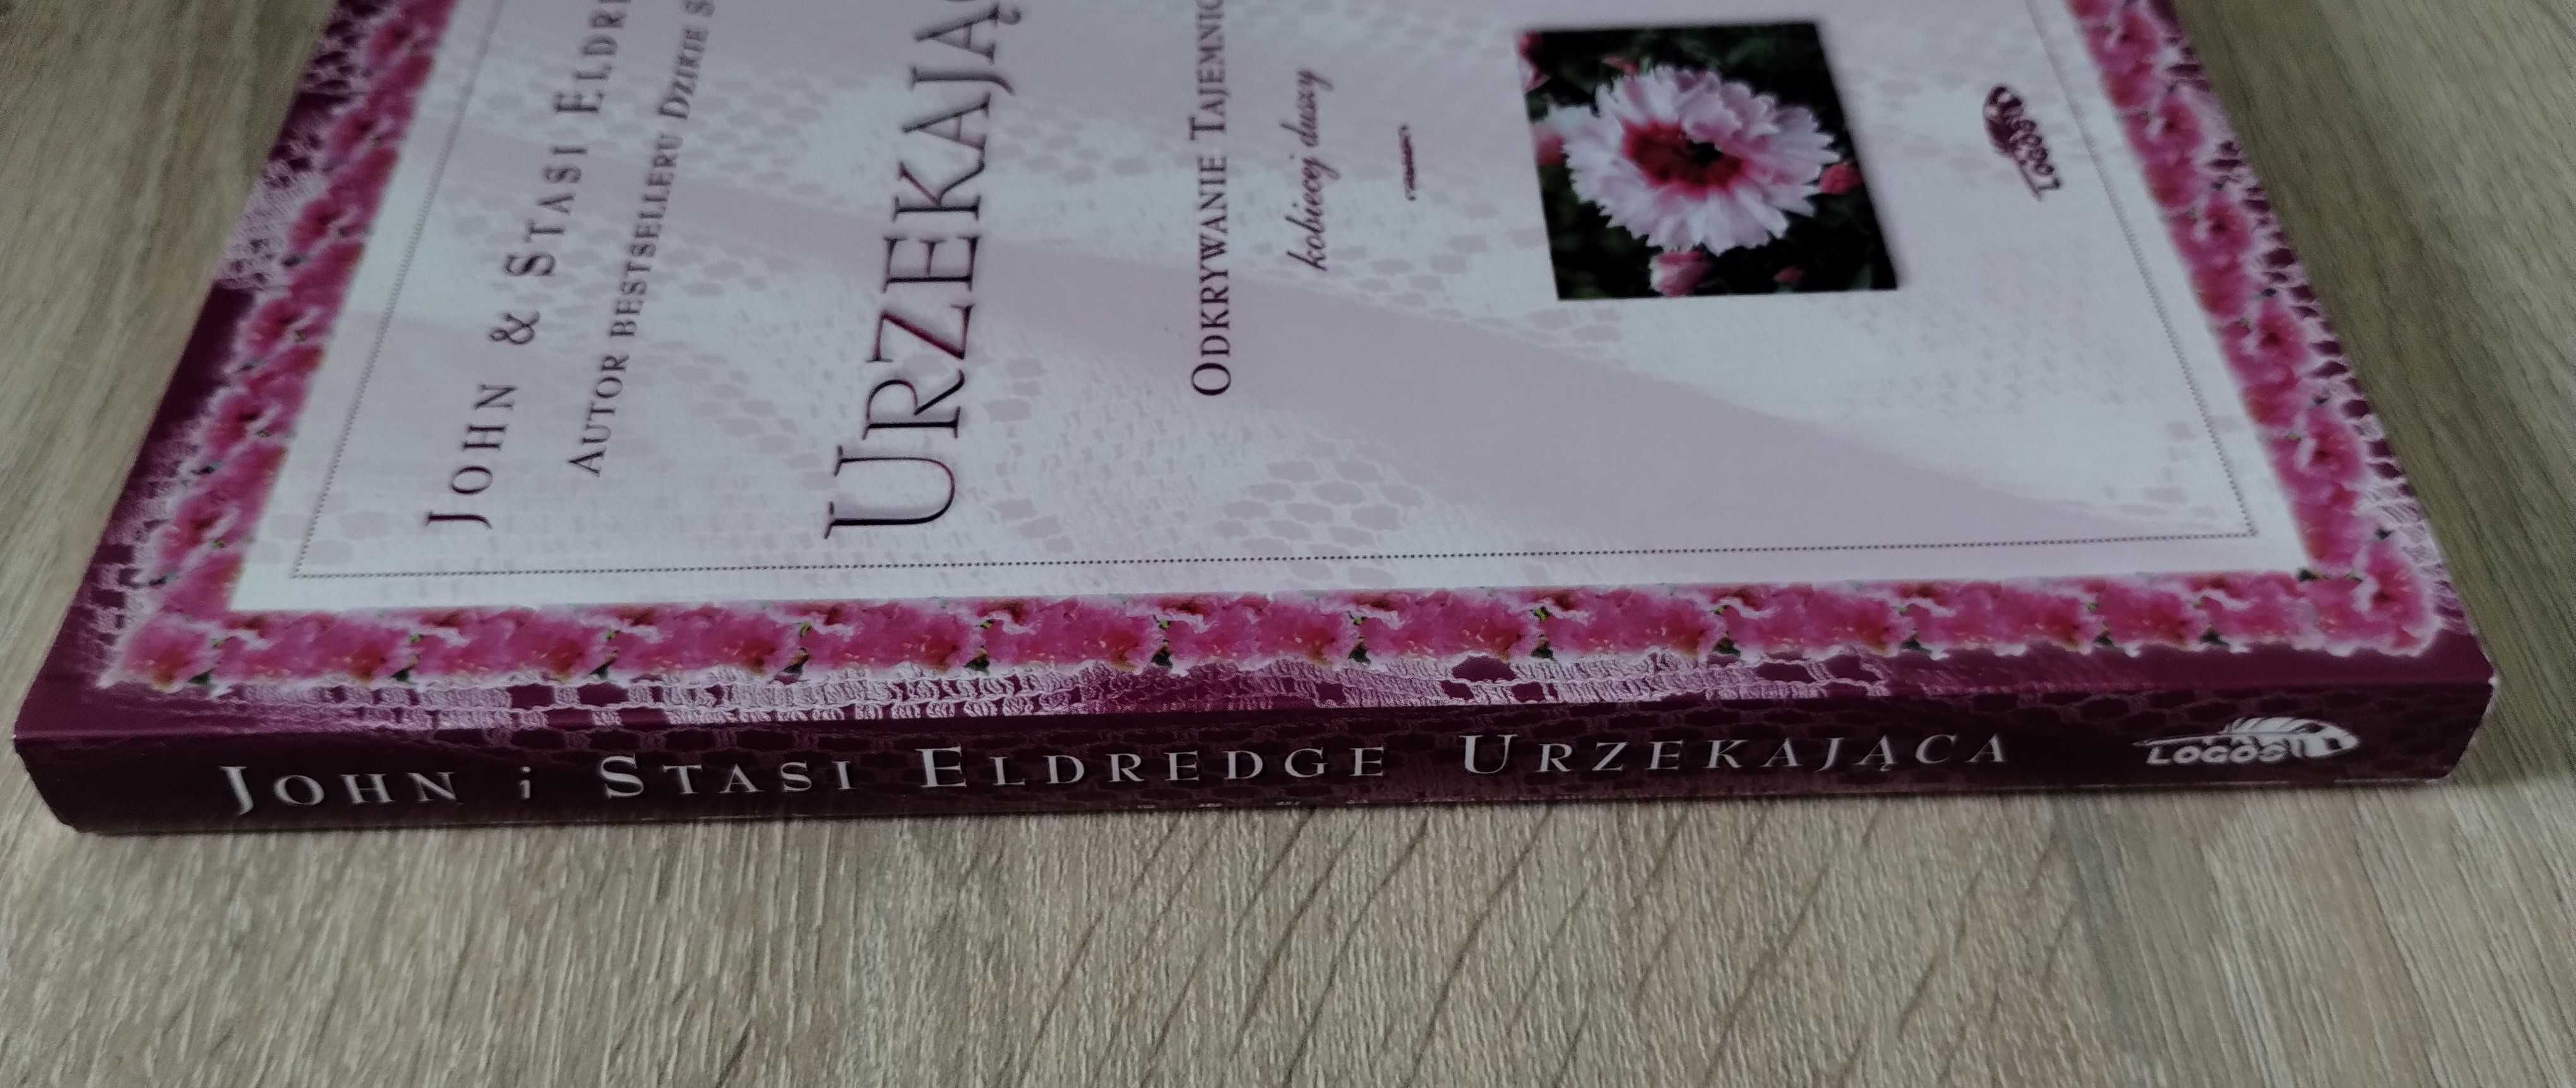 JOHN & STASI ELDRE
AUTOR BESTSELLERU DZIKIE S
URZEKAJĄ
ODKRYWANIE TAJEMNIC
kobiecej duszy
LOGOS
JOHN i STASI ELDREDGE URZEKAJĄCA
LOGOS